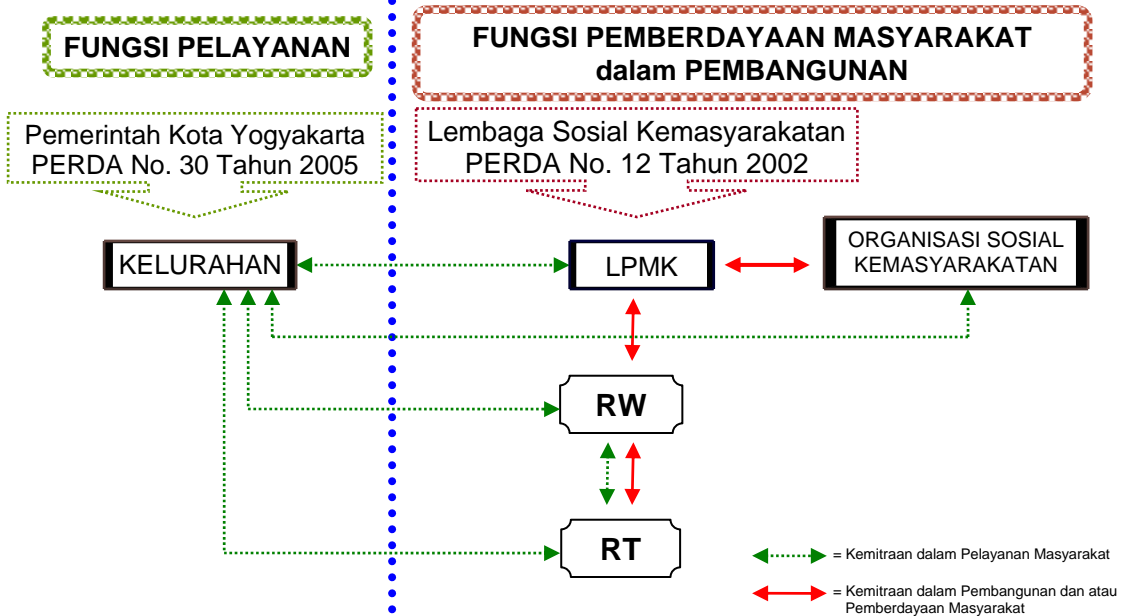 FUNGSI PELAYANAN
FUNGSI PEMBERDAYAAN MASYARAKAT
dalam PEMBANGUNAN
Pemerintah Kota Yogyakarta
PERDA No. 30 Tahun 2005
Lembaga Sosial Kemasyarakatan
PERDA No. 12 Tahun 2002
KELURAHAN
LPMK
ORGANISASI SOSIAL
KEMASYARAKATAN
RW
RT
= Kemitraan dalam Pelayanan Masyarakat
= Kemitraan dalam Pembangunan dan atau
Pemberdayaan Masyarakat